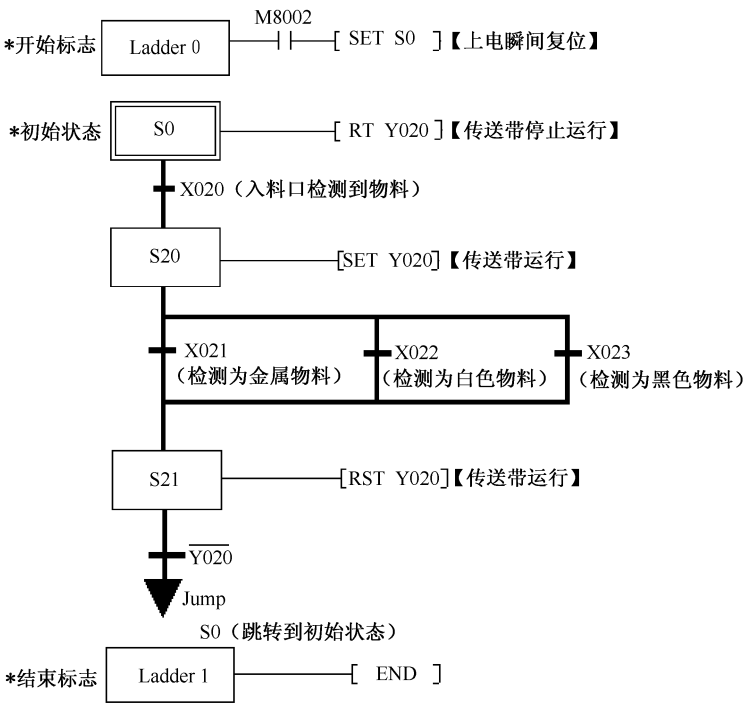 M8002
*开始标志 Ladder 0 [ SET S0 ]【上电瞬间复位】
*初始状态 S0 [ RT Y020 ]【传送带停止运行】
X020（入料口检测到物料）
S20 [SET Y020]【传送带运行】
X021 X022 X023
（检测为金属物料）（检测为白色物料）（检测为黑色物料）
S21 [RST Y020]【传送带运行】
Y020
Jump
S0（跳转到初始状态）
*结束标志 Ladder 1 [ END ]